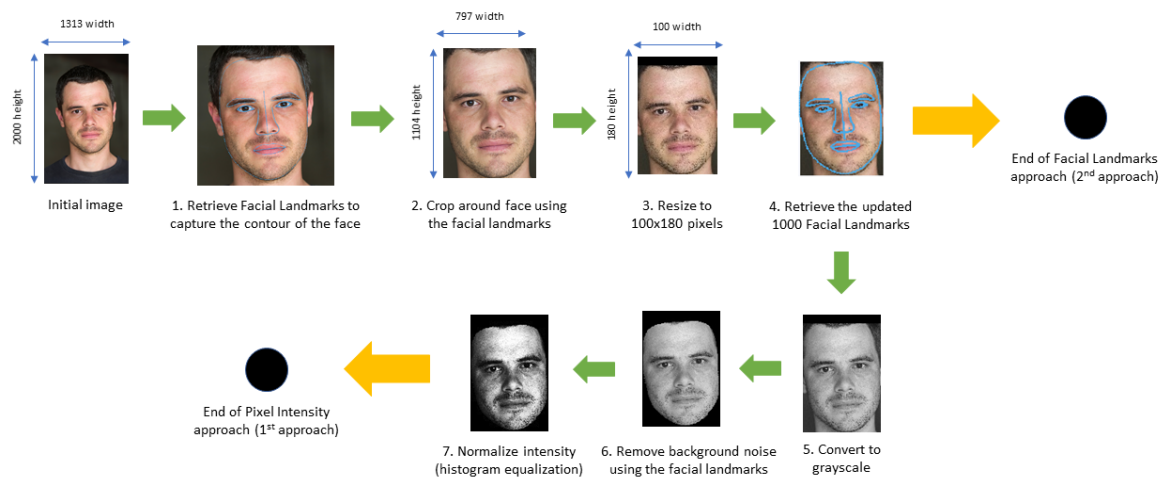 1313 width
2000 height
Initial image
1. Retrieve Facial Landmarks to
capture the contour of the face
797 width
1104 height
2. Crop around face using
the facial landmarks
100 width
180 height
3. Resize to
100x180 pixels
4. Retrieve the updated
1000 Facial Landmarks
End of Facial Landmarks
approach (2nd approach)
5. Convert to
grayscale
6. Remove background noise
using the facial landmarks
7. Normalize intensity
(histogram equalization)
End of Pixel Intensity
approach (1st approach)